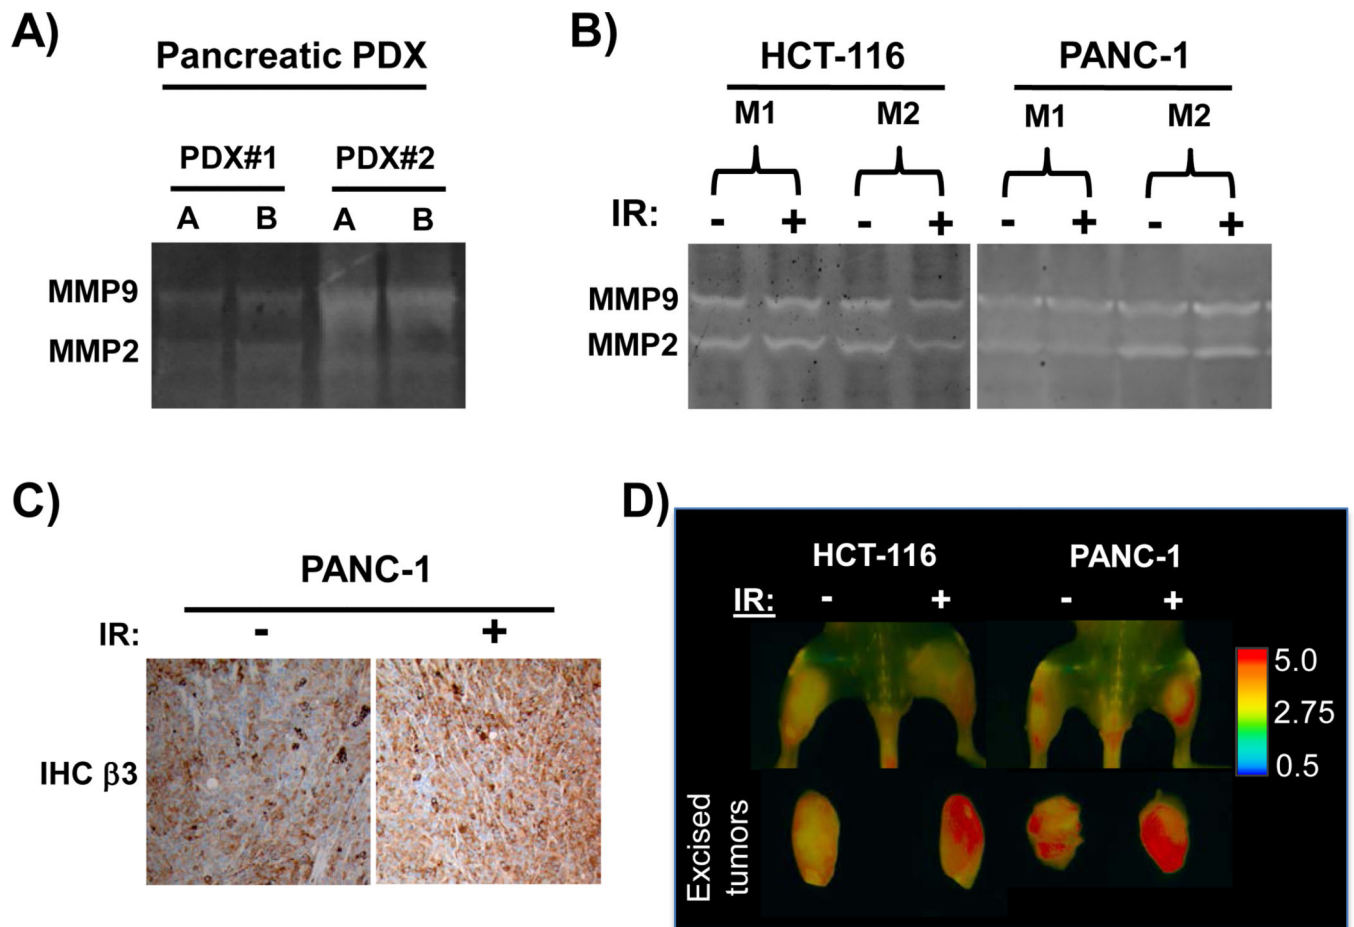 A)
Pancreatic PDX
PDX#1 PDX#2
A B A B
MMP9
MMP2
B)
HCT-116 PANC-1
M1 M2 M1 M2
IR: - + - + - + - +
MMP9
MMP2
C)
PANC-1
IR: - +
IHC β3
D)
HCT-116 PANC-1
IR: - + - +
5.0
2.75
0.5
Excised
tumors